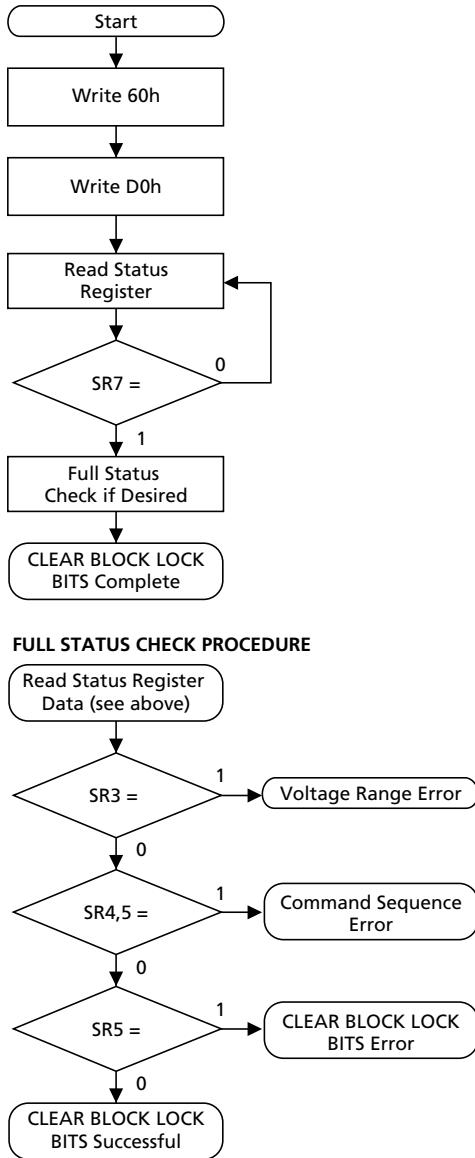 Start
Write 60h
Write D0h
Read Status
Register
0
SR7 =
1
Full Status
Check if Desired
CLEAR BLOCK LOCK
BITS Complete
FULL STATUS CHECK PROCEDURE
Read Status Register
Data (see above)
1
SR3 =
Voltage Range Error
0
1
SR4,5 =
Command Sequence
Error
0
1
SR5 =
CLEAR BLOCK LOCK
BITS Error
0
CLEAR BLOCK LOCK
BITS Successful